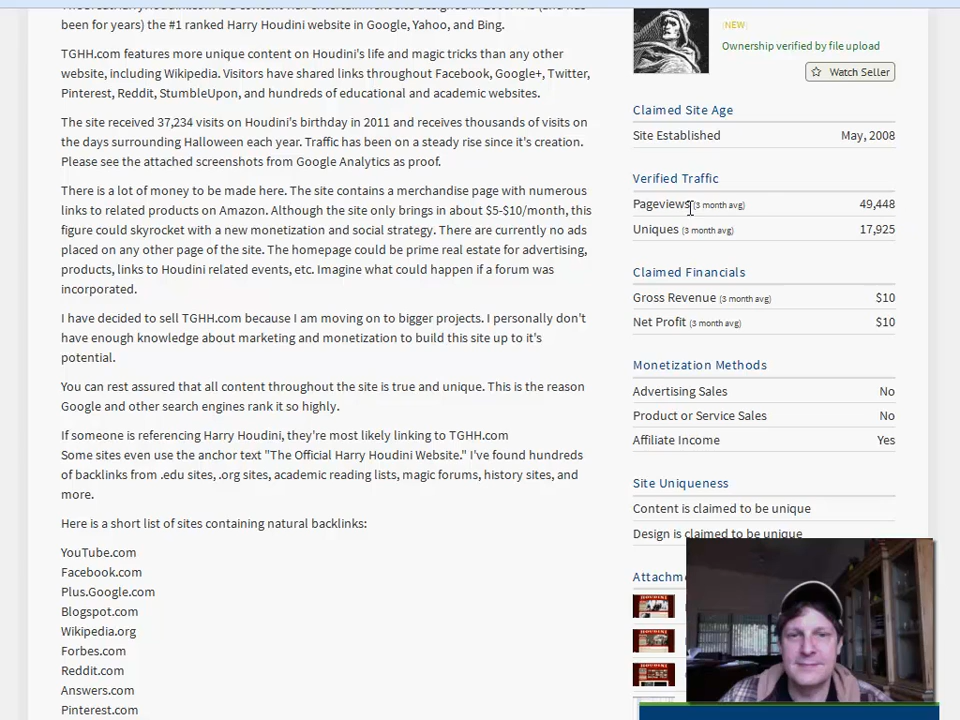 been for years) the #1 ranked Harry Houdini website in Google, Yahoo, and Bing.
TGHH.com features more unique content on Houdini's life and magic tricks than any other
website, including Wikipedia. Visitors have shared links throughout Facebook, Google+, Twitter,
Pinterest, Reddit, StumbleUpon, and hundreds of educational and academic websites.
The site received 37,234 visits on Houdini's birthday in 2011 and receives thousands of visits on
the days surrounding Halloween each year. Traffic has been on a steady rise since it's creation.
Please see the attached screenshots from Google Analytics as proof.
There is a lot of money to be made here. The site contains a merchandise page with numerous
links to related products on Amazon. Although the site only brings in about $5-$10/month, this
figure could skyrocket with a new monetization and social strategy. There are currently no ads
placed on any other page of the site. The homepage could be prime real estate for advertising,
products, links to Houdini related events, etc. Imagine what could happen if a forum was
incorporated.
I have decided to sell TGHH.com because I am moving on to bigger projects. I personally don't
have enough knowledge about marketing and monetization to build this site up to it's
potential.
You can rest assured that all content throughout the site is true and unique. This is the reason
Google and other search engines rank it so highly.
If someone is referencing Harry Houdini, they're most likely linking to TGHH.com
Some sites even use the anchor text "The Official Harry Houdini Website." I've found hundreds
of backlinks from .edu sites, .org sites, academic reading lists, magic forums, history sites, and
more.
Here is a short list of sites containing natural backlinks:
YouTube.com
Facebook.com
Plus.Google.com
Blogspot.com
Wikipedia.org
Forbes.com
Reddit.com
Answers.com
Pinterest.com
(NEW)
Ownership verified by file upload
Watch Seller
Claimed Site Age
Site Established May, 2008
Verified Traffic
Pageviews (3 month avg) 49,448
Uniques (3 month avg) 17,925
Claimed Financials
Gross Revenue (3 month avg) $10
Net Profit (3 month avg) $10
Monetization Methods
Advertising Sales No
Product or Service Sales No
Affiliate Income Yes
Site Uniqueness
Content is claimed to be unique
Design is claimed to be unique
HOUDINI
HOUDINI
HOUDINI